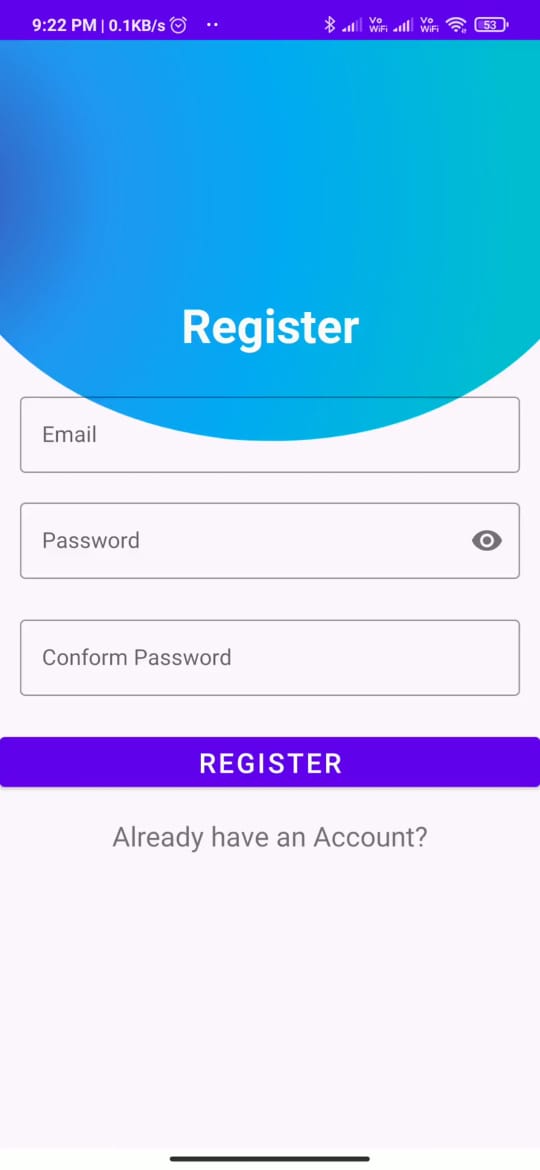 9:22 PM | 0.1KB/s Vo WiFi Vo WiFi 53
Register
Email
Password
Conform Password
REGISTER
Already have an Account?